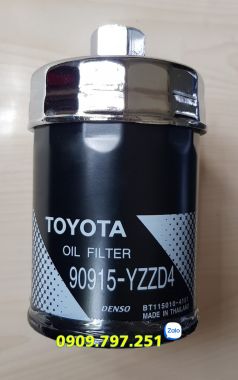 TOYOTA
OIL FILTER
90915-YZZD4
DENSO
MADE IN THAILAND
Zalo
0909.797.251